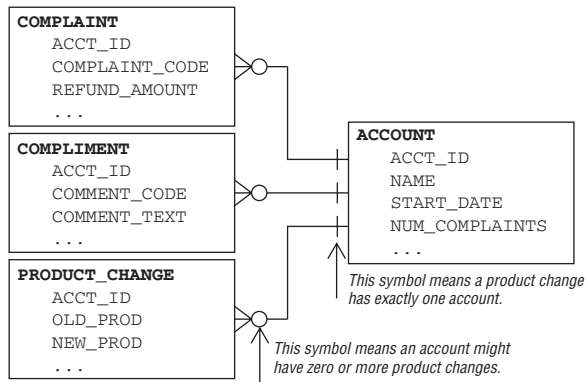 COMPLAINT
ACCT_ID
COMPLAINT_CODE
REFUND_AMOUNT
...
COMPLIMENT
ACCT_ID
COMMENT_CODE
COMMENT_TEXT
...
PRODUCT_CHANGE
ACCT_ID
OLD_PROD
NEW_PROD
...
ACCOUNT
ACCT_ID
NAME
START_DATE
NUM_COMPLAINTS
...
This symbol means a product change
has exactly one account.
This symbol means an account might
have zero or more product changes.